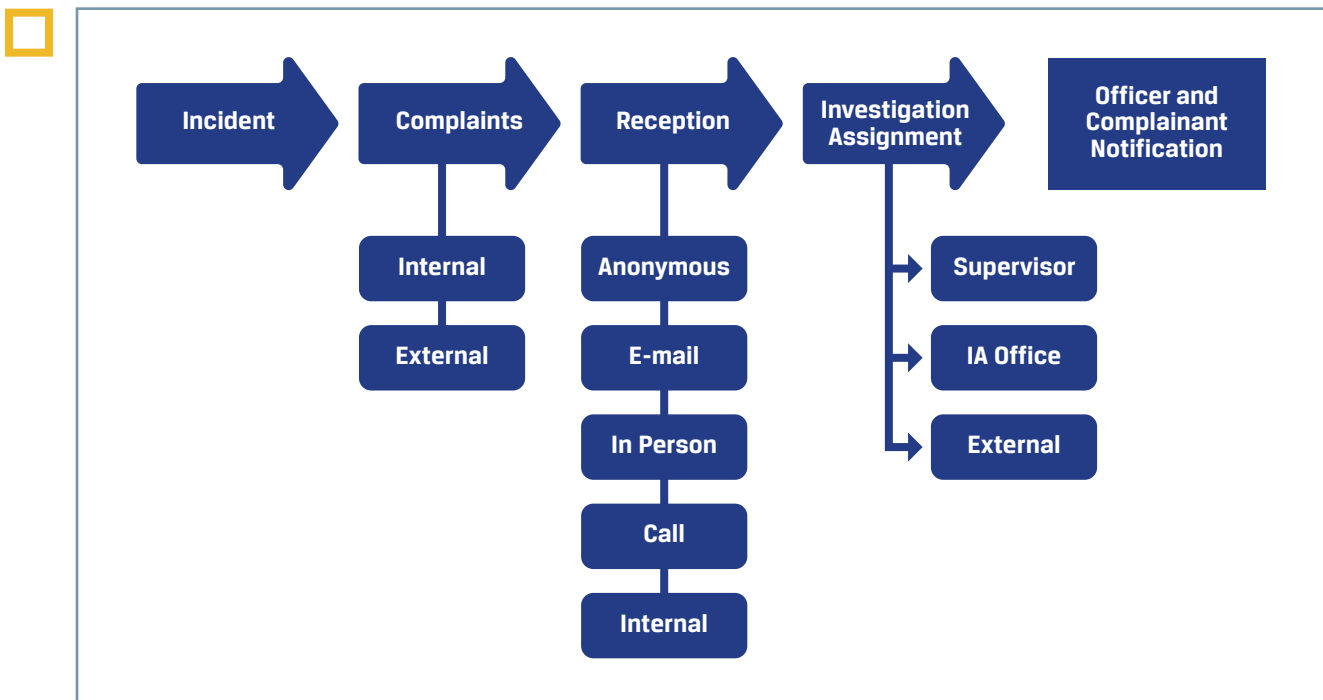 Incident
Complaints
Reception
Investigation
Assignment
Officer and
Complainant
Notification
Internal
External
Anonymous
E-mail
In Person
Call
Internal
Supervisor
IA Office
External